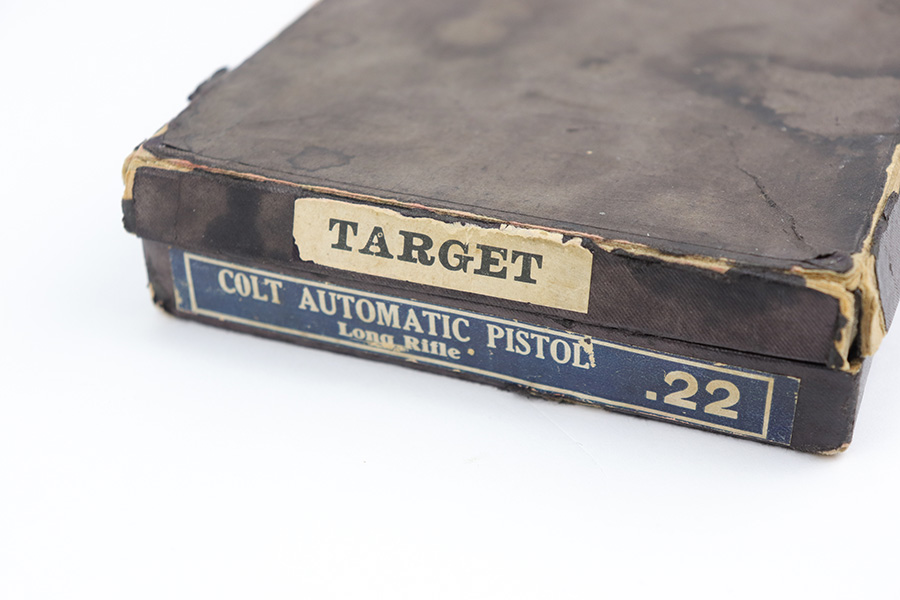 TARGET
COLT AUTOMATIC PISTOL
Long Rifle
.22